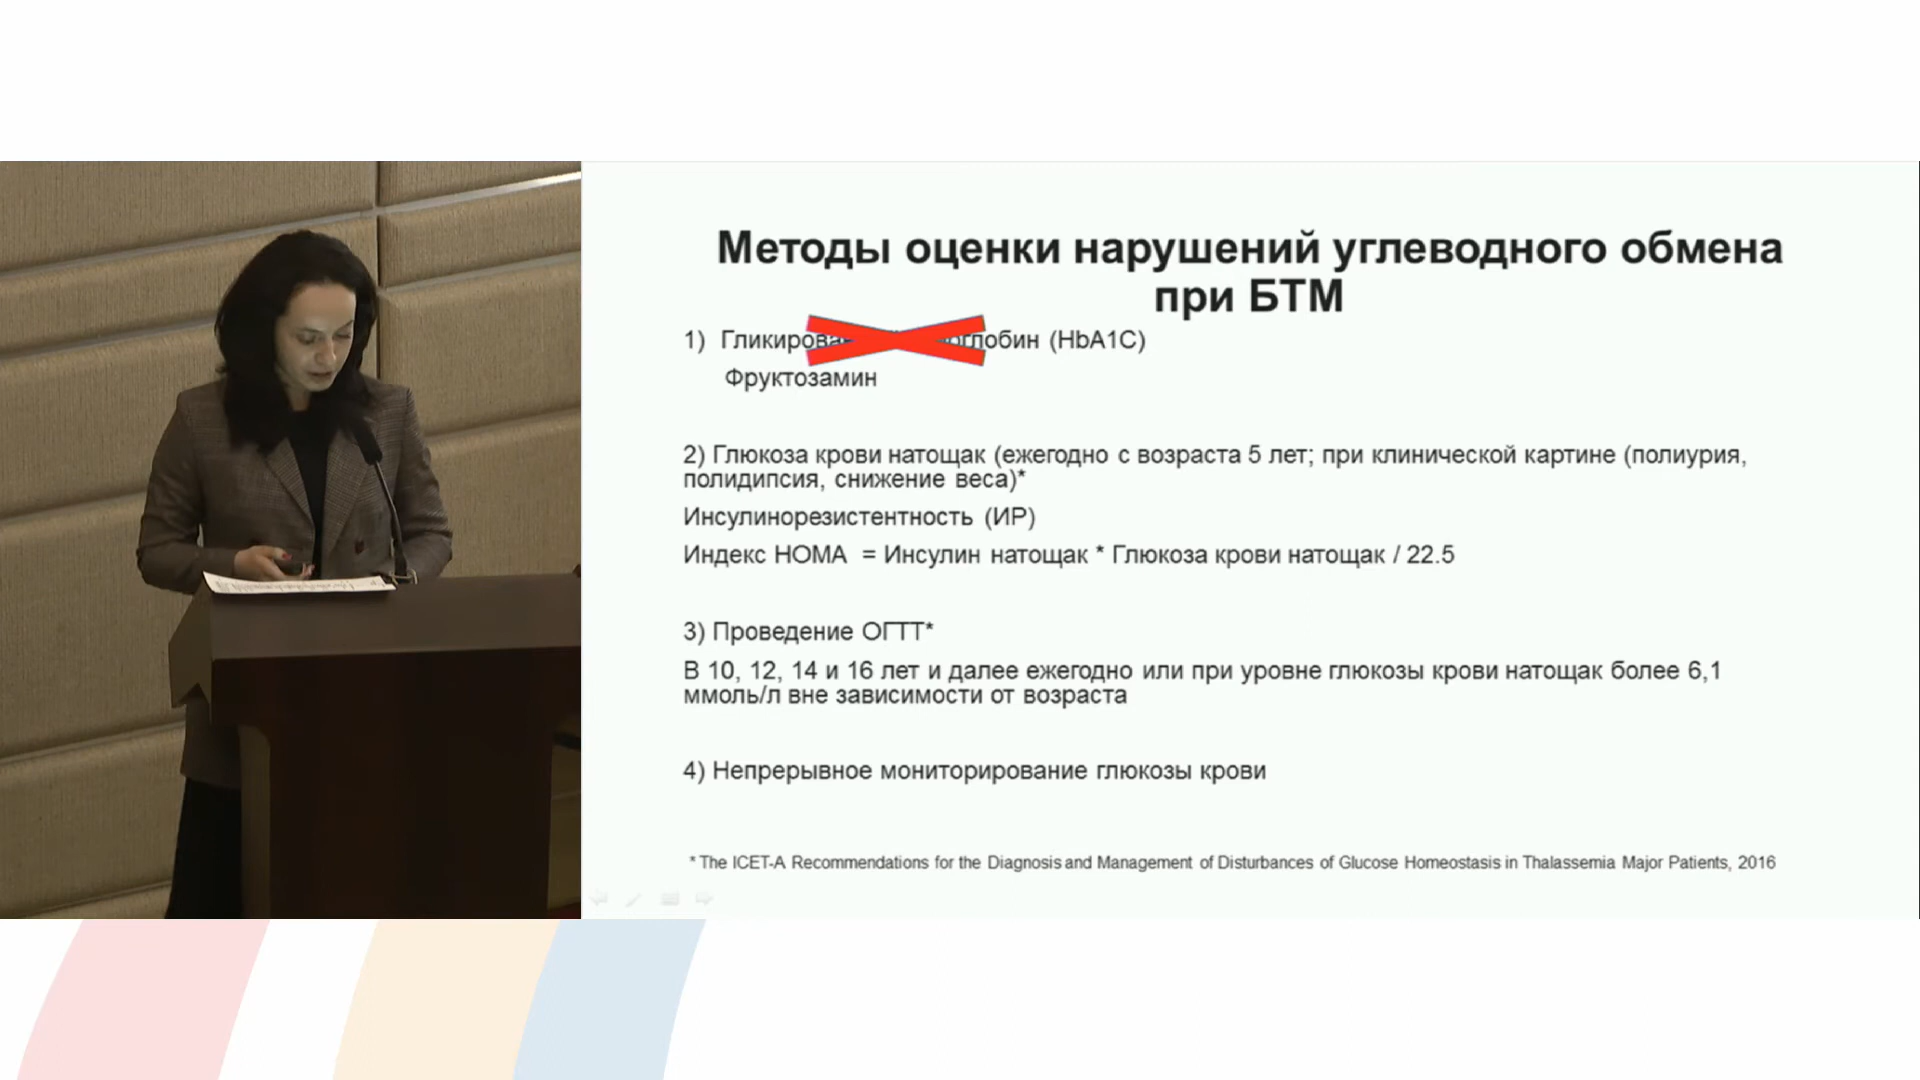 Методы оценки нарушений углеводного обмена
при БТМ
1) Гликирова оглобин (HbA1C)
Фруктозамин
2) Глюкоза крови натощак (ежегодно с возраста 5 лет; при клинической картине (полиурия,
полидипсия, снижение веса)*
Инсулинорезистентность (ИР)
Индекс HOMA = Инсулин натощак * Глюкоза крови натощак / 22.5
3) Проведение ОГТТ*
В 10, 12, 14 и 16 лет и далее ежегодно или при уровне глюкозы крови натощак более 6,1
ммоль/л вне зависимости от возраста
4) Непрерывное мониторирование глюкозы крови
* The ICET-A Recommendations for the Diagnosis and Management of Disturbances of Glucose Homeostasis in Thalassemia Major Patients, 2016